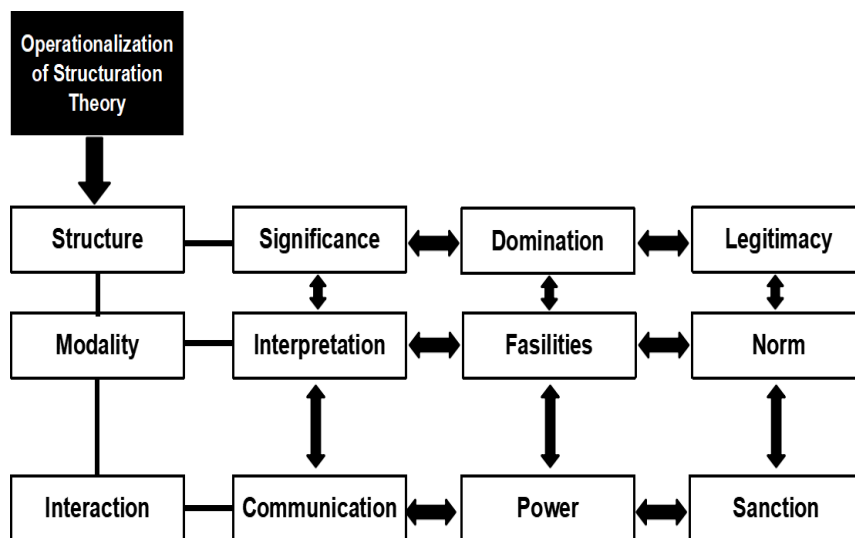 Operationalization
of Structuration
Theory
Structure
Significance
Domination
Legitimacy
Modality
Interpretation
Fasilities
Norm
Interaction
Communication
Power
Sanction